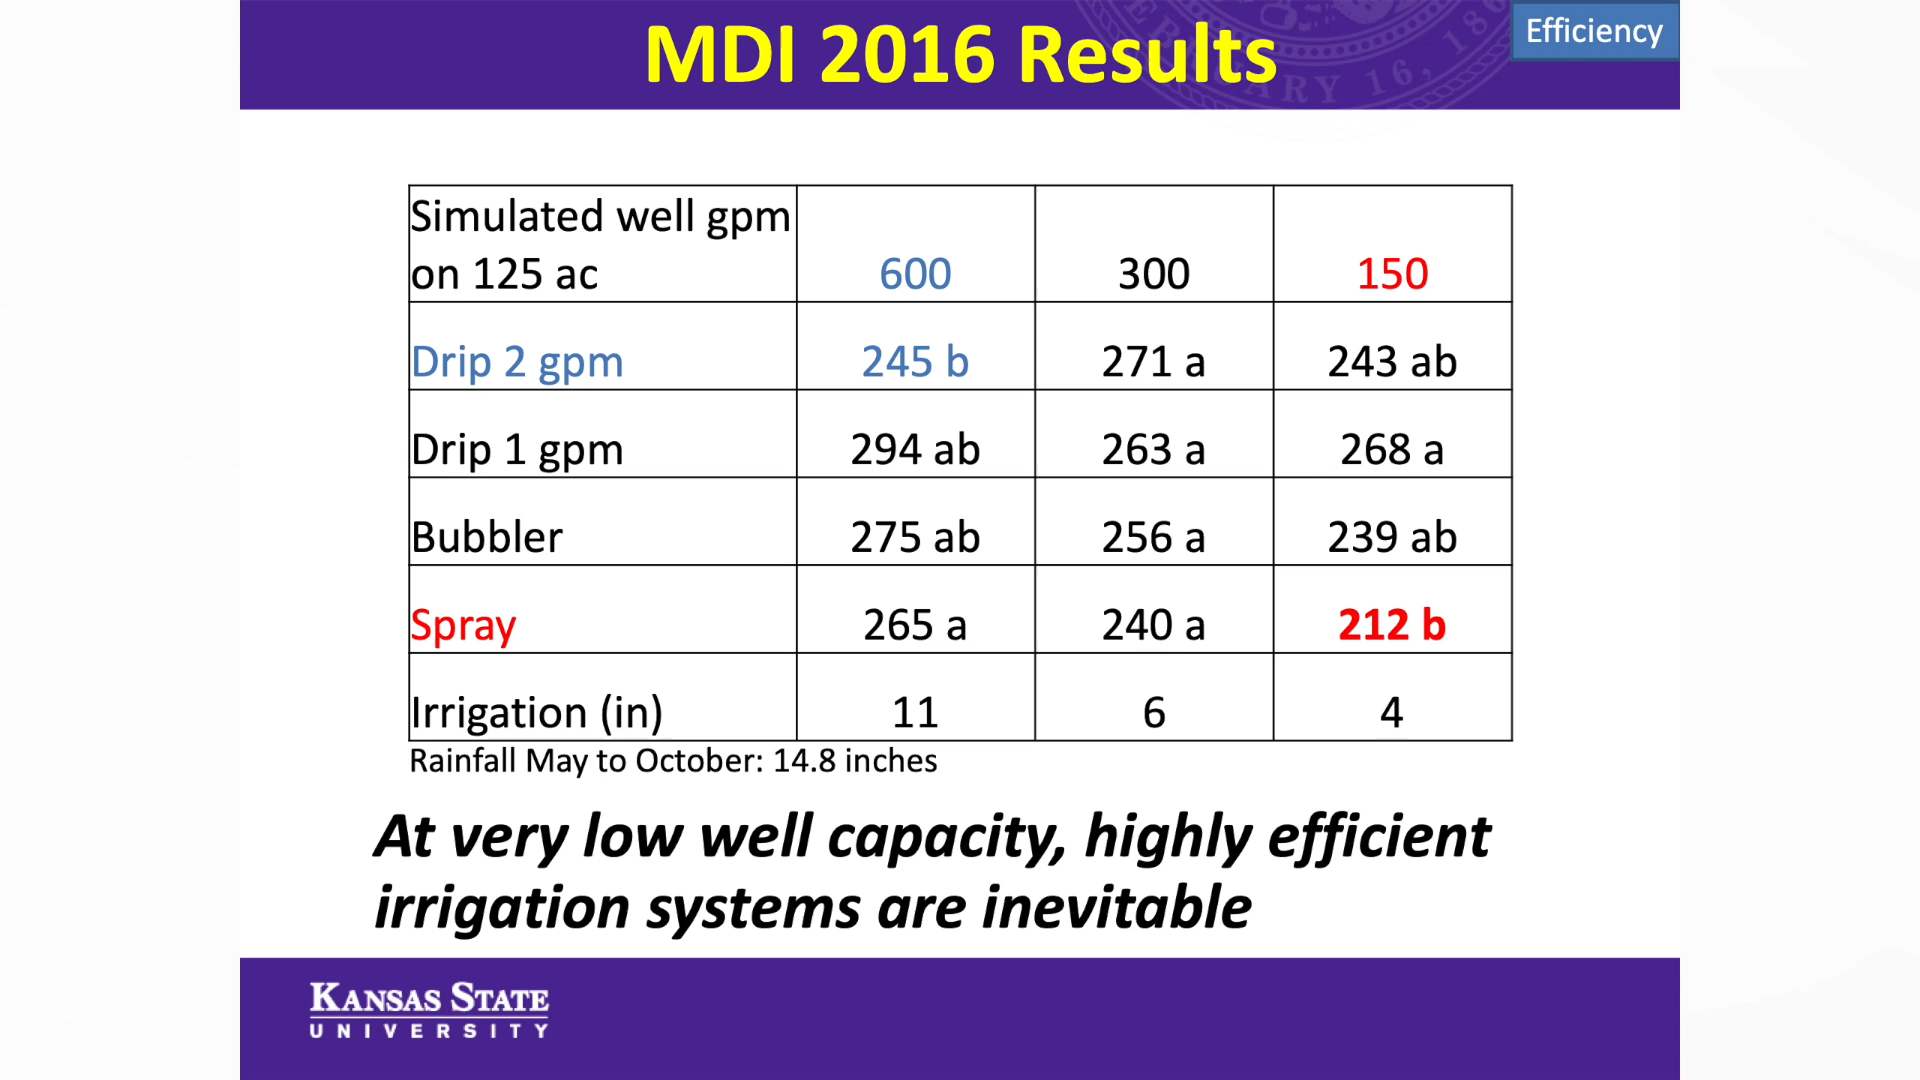 MDI 2016 Results
Efficiency
Simulated well gpm
on 125 ac 600 300 150
Drip 2 gpm 245 b 271 a 243 ab
Drip 1 gpm 294 ab 263 a 268 a
Bubbler 275 ab 256 a 239 ab
Spray 265 a 240 a 212 b
Irrigation (in) 11 6 4
Rainfall May to October: 14.8 inches
At very low well capacity, highly efficient
irrigation systems are inevitable
KANSAS STATE
UNIVERSITY